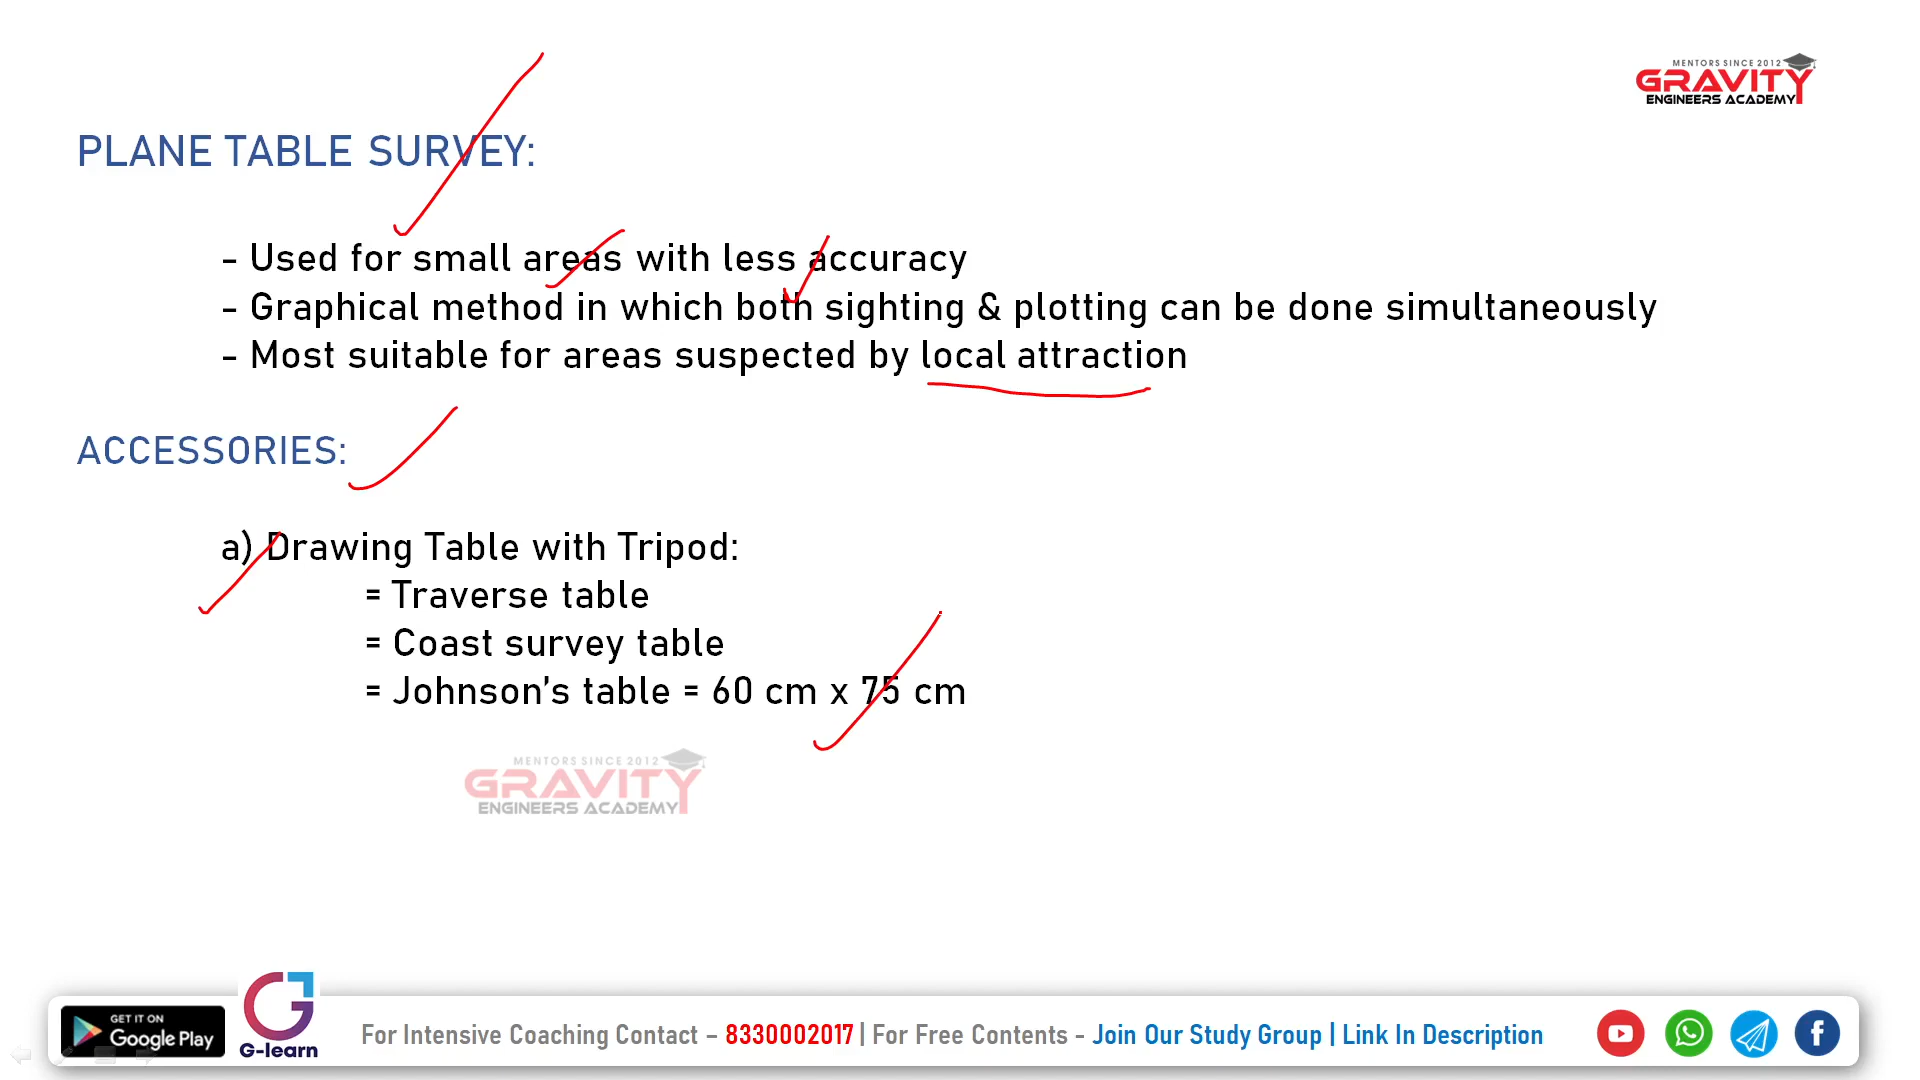 MENTORS SINCE 2012
GRAVITY
ENGINEERS ACADEMY
PLANE TABLE SURVEY:
- Used for small areas with less accuracy
- Graphical method in which both sighting & plotting can be done simultaneously
- Most suitable for areas suspected by local attraction
ACCESSORIES:
a) Drawing Table with Tripod:
= Traverse table
= Coast survey table
= Johnson's table = 60 cm x 75 cm
MENTORS SINCE 2012
GRAVITY
ENGINEERS ACADEMY
GET IT ON
Google Play
G-learn
For Intensive Coaching Contact – 8330002017 | For Free Contents - Join Our Study Group | Link In Description